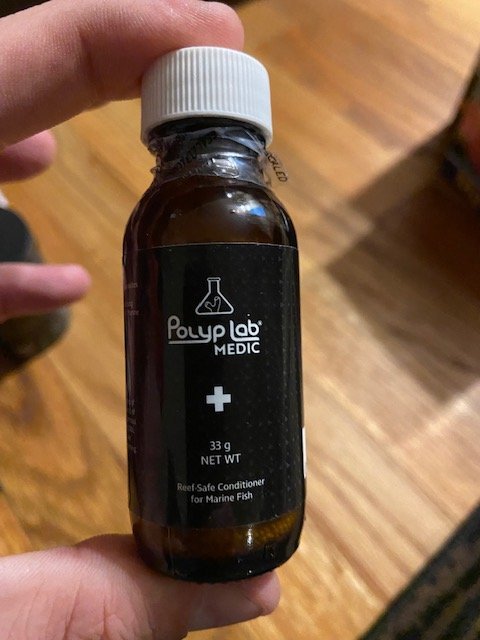 Polyp Lab®
MEDIC
33 g
NET WT
Reef-Safe Conditioner
for Marine Fish